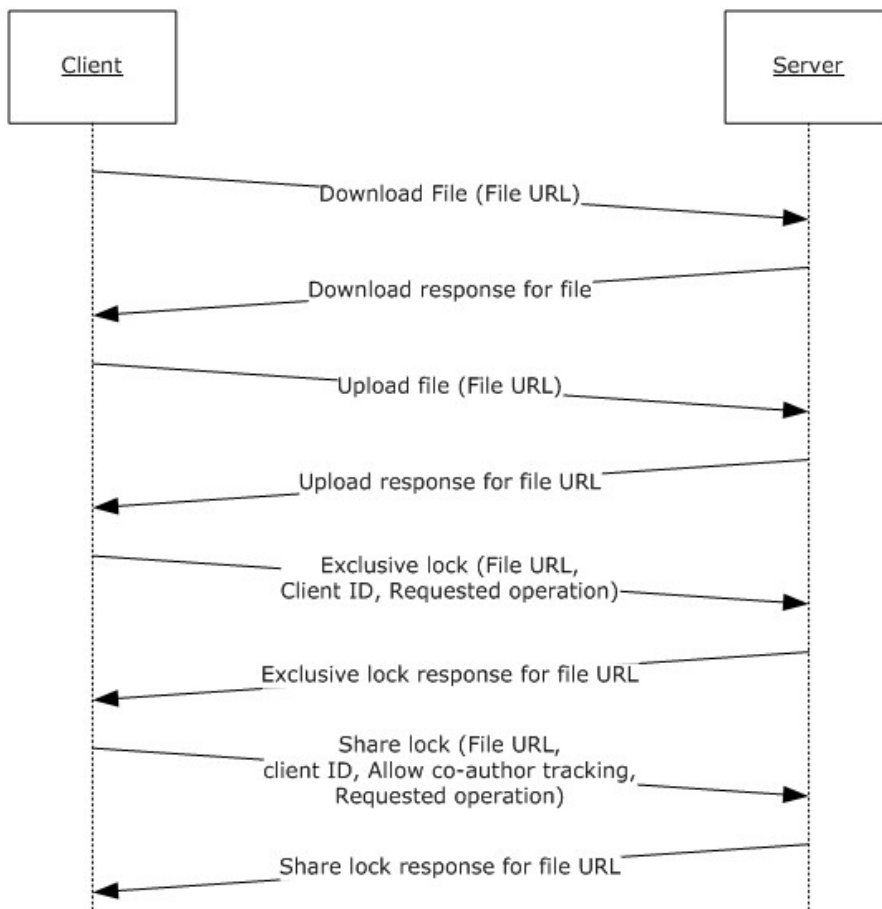 Client
Server
Download File (File URL)
Download response for file
Upload file (File URL)
Upload response for file URL
Exclusive lock (File URL,
Client ID, Requested operation)
Exclusive lock response for file URL
Share lock (File URL,
client ID, Allow co-author tracking,
Requested operation)
Share lock response for file URL